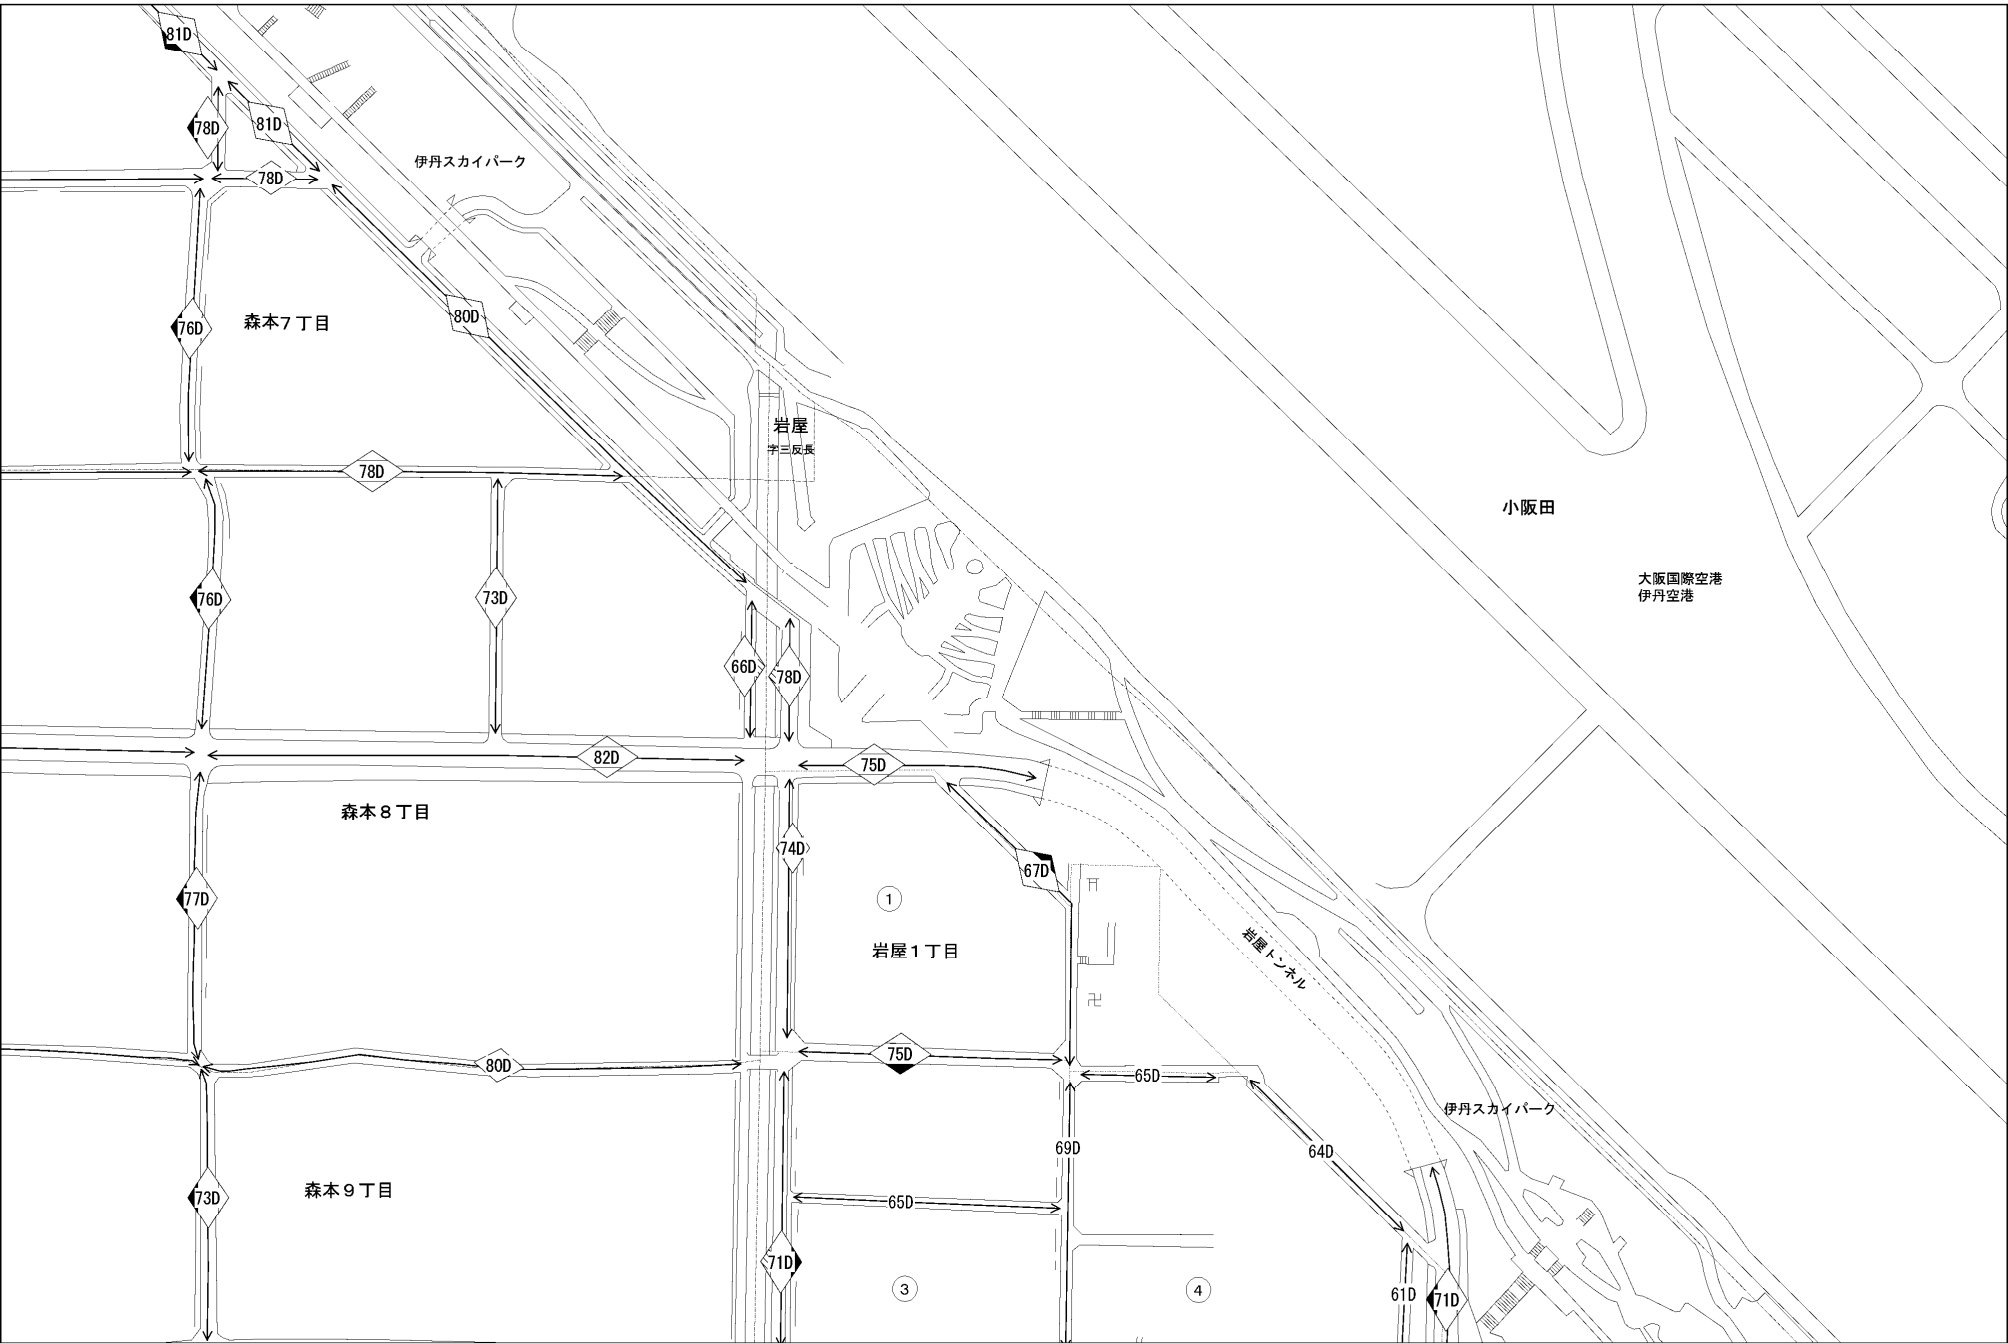 81D
78D
81D
伊丹スカイパーク
78D
76D
森本7丁目
80D
岩屋
字三反長
78D
小阪田
大阪国際空港
伊丹空港
76D
73D
66D
78D
82D
75D
森本8丁目
74D
67D
77D
1
岩屋1丁目
岩屋トンネル
75D
80D
65D
伊丹スカイパーク
69D
64D
森本9丁目
73D
65D
71D
3
4
61D
71D